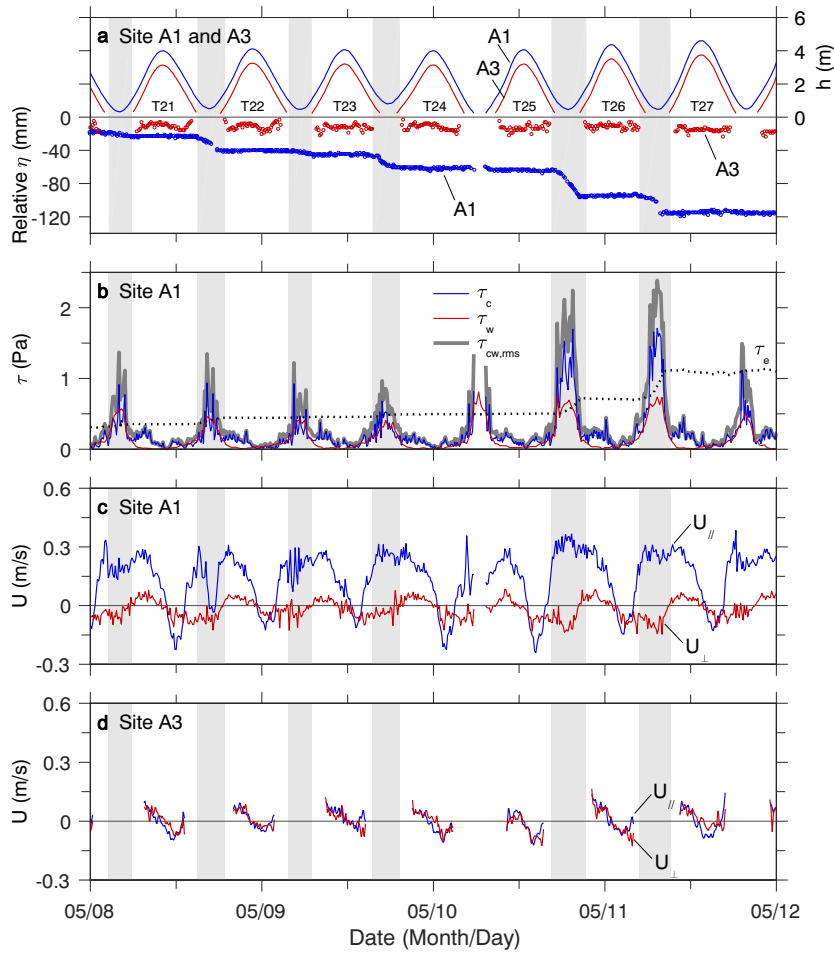 a Site A1 and A3
A1
A3
T21 T22 T23 T24 T25 T26 T27
A3
A1
6
4
2
0
h (m)
0
-40
-80
-120
Relative η (mm)
b Site A1
τc
τw
τcw,rms
τe
2
1
0
τ (Pa)
c Site A1
U//
U⊥
0.6
0.3
0
-0.3
U (m/s)
d Site A3
U//
U⊥
0.6
0.3
0
-0.3
U (m/s)
05/08 05/09 05/10 05/11 05/12
Date (Month/Day)